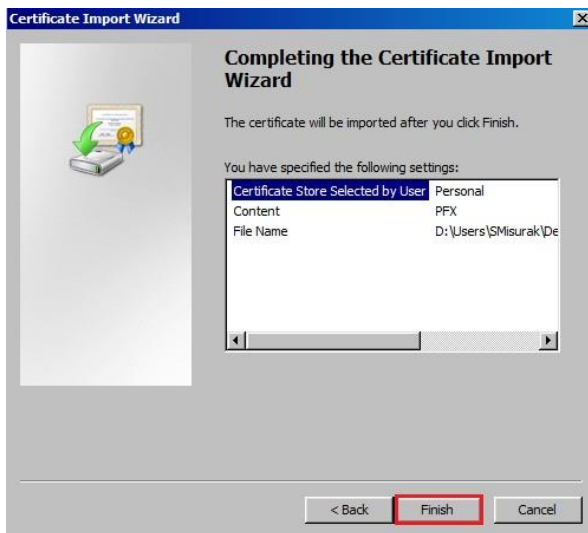 Certificate Import Wizard
Completing the Certificate Import
Wizard
The certificate will be imported after you click Finish.
You have specified the following settings:
Certificate Store Selected by User Personal
Content PFX
File Name D:\Users\SMisurak\De
< Back Finish Cancel